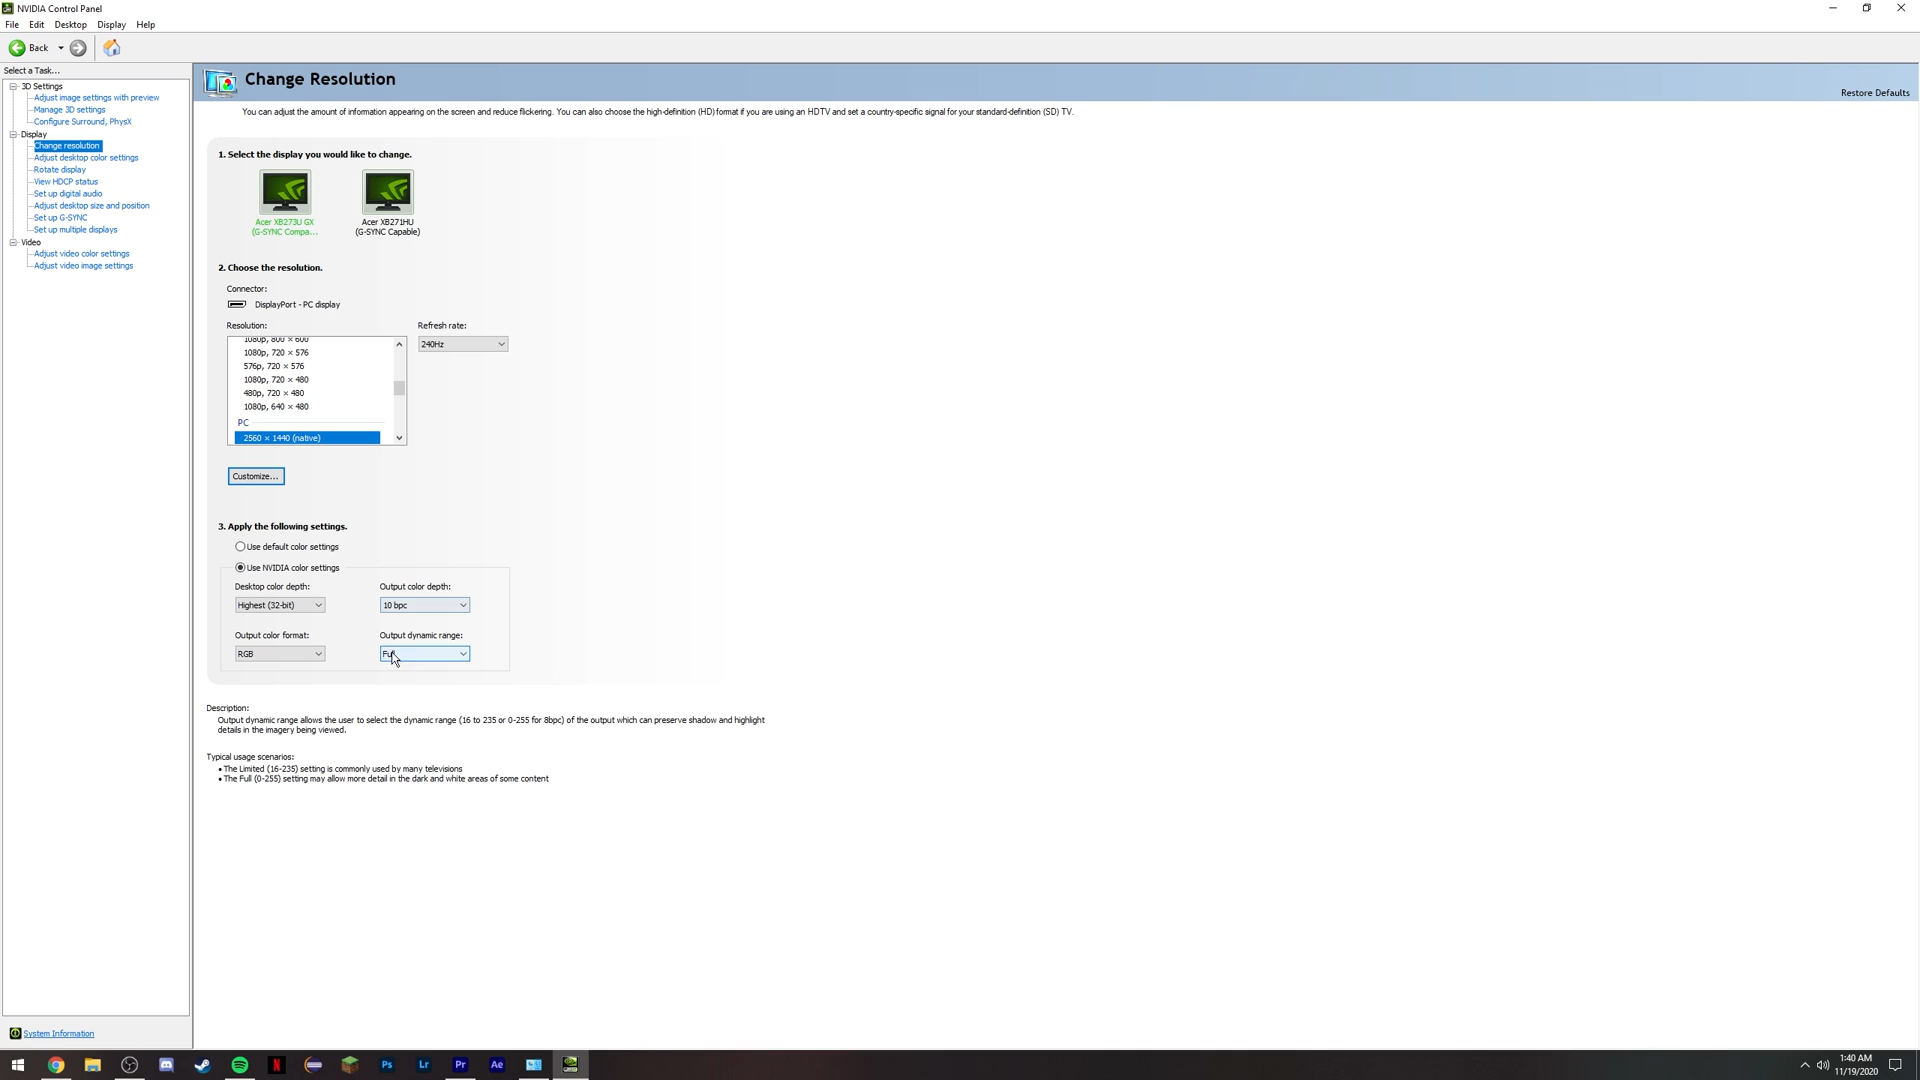 NVIDIA Control Panel
File Edit Desktop Display Help
Back
Select a Task...
3D Settings
Adjust image settings with preview
Manage 3D settings
Configure Surround, PhysX
Display
Change resolution
Adjust desktop color settings
Rotate display
View HDCP status
Set up digital audio
Adjust desktop size and position
Set up G-SYNC
Set up multiple displays
Video
Adjust video color settings
Adjust video image settings
System Information
Change Resolution
Restore Defaults
You can adjust the amount of information appearing on the screen and reduce flickering. You can also choose the high-definition (HD) format if you are using an HDTV and set a country-specific signal for your standard-definition (SD) TV.
1. Select the display you would like to change.
Acer XB273U GX
(G-SYNC Compa...
Acer XB271HU
(G-SYNC Capable)
2. Choose the resolution.
Connector:
DisplayPort - PC display
Resolution:
Refresh rate:
240Hz
1080p, 800 × 600
1080p, 720 × 576
576p, 720 × 576
1080p, 720 × 480
480p, 720 × 480
1080p, 640 × 480
PC
2560 × 1440 (native)
Customize...
3. Apply the following settings.
Use default color settings
Use NVIDIA color settings
Desktop color depth:
Output color depth:
Highest (32-bit)
10 bpc
Output color format:
Output dynamic range:
RGB
Full
Description:
Output dynamic range allows the user to select the dynamic range (16 to 235 or 0-255 for 8bpc) of the output which can preserve shadow and highlight
details in the imagery being viewed.
Typical usage scenarios:
• The Limited (16-235) setting is commonly used by many televisions
• The Full (0-255) setting may allow more detail in the dark and white areas of some content
N
Ps
Lr
Pr
Ae
1:40 AM
11/19/2020